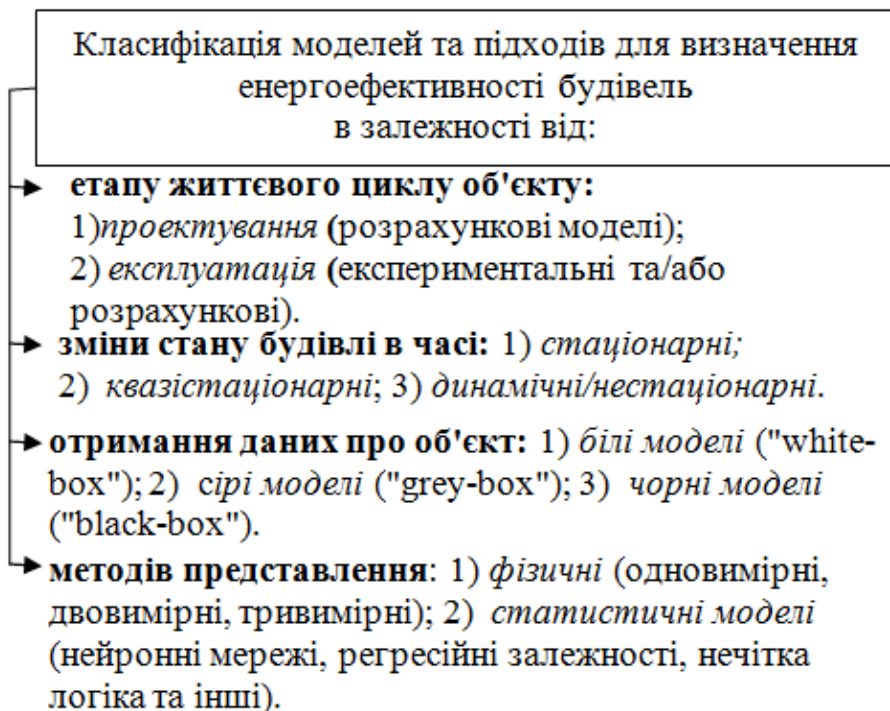 Класифікація моделей та підходів для визначення
енергоефективності будівель
в залежності від:
етапу життєвого циклу об'єкту:
1)проектування (розрахункові моделі);
2) експлуатація (експериментальні та/або
розрахункові).
зміни стану будівлі в часі: 1) стаціонарні;
2) квазістаціонарні; 3) динамічні/нестаціонарні.
отримання даних про об'єкт: 1) білі моделі ("white-
box"); 2) сірі моделі ("grey-box"); 3) чорні моделі
("black-box").
методів представлення: 1) фізичні (одновимірні,
двовимірні, тривимірні); 2) статистичні моделі
(нейронні мережі, регресійні залежності, нечітка
логіка та інші).